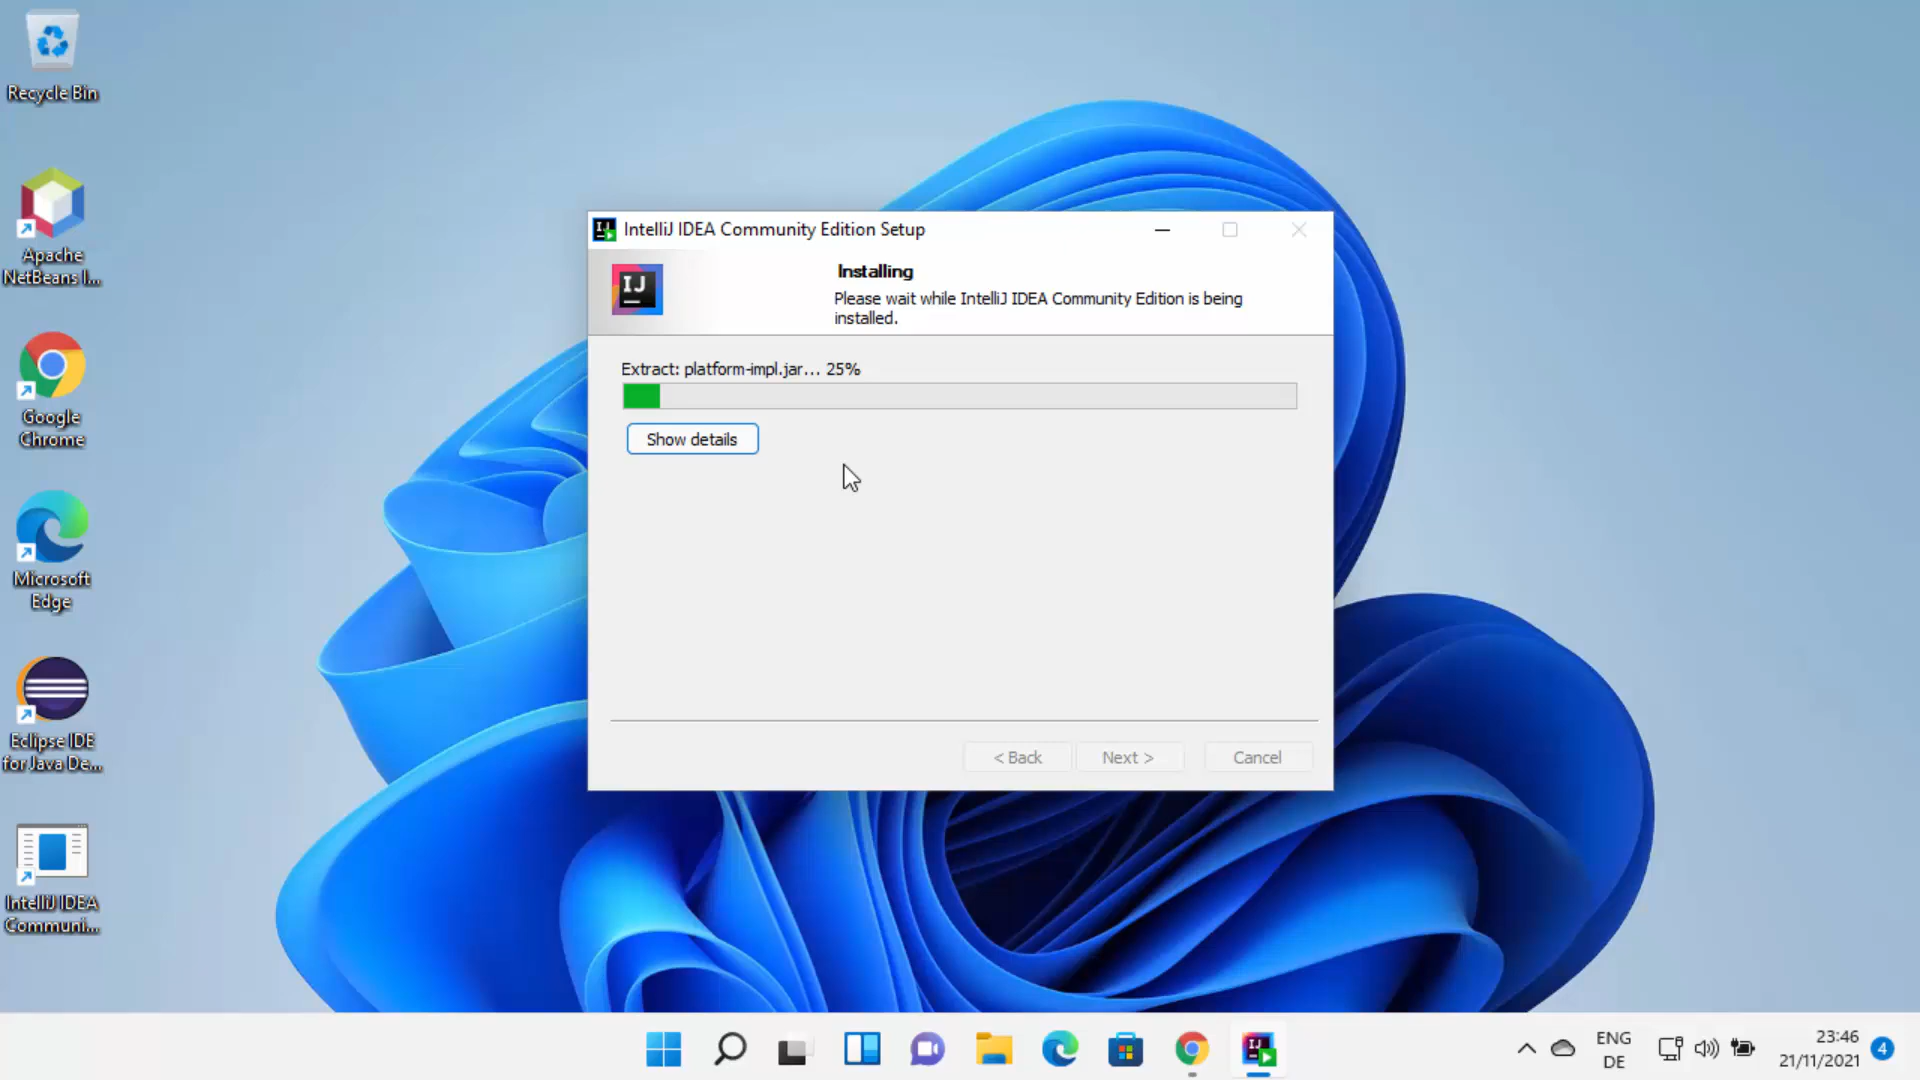 Recycle Bin
Apache
NetBeans I...
Google
Chrome
Microsoft
Edge
Eclipse IDE
for Java De...
IntelliJ IDEA
Communi...
IntelliJ IDEA Community Edition Setup
IJ
Installing
Please wait while IntelliJ IDEA Community Edition is being
installed.
Extract: platform-impl.jar... 25%
Show details
< Back
Next >
Cancel
ENG
DE
23:46
21/11/2021
4